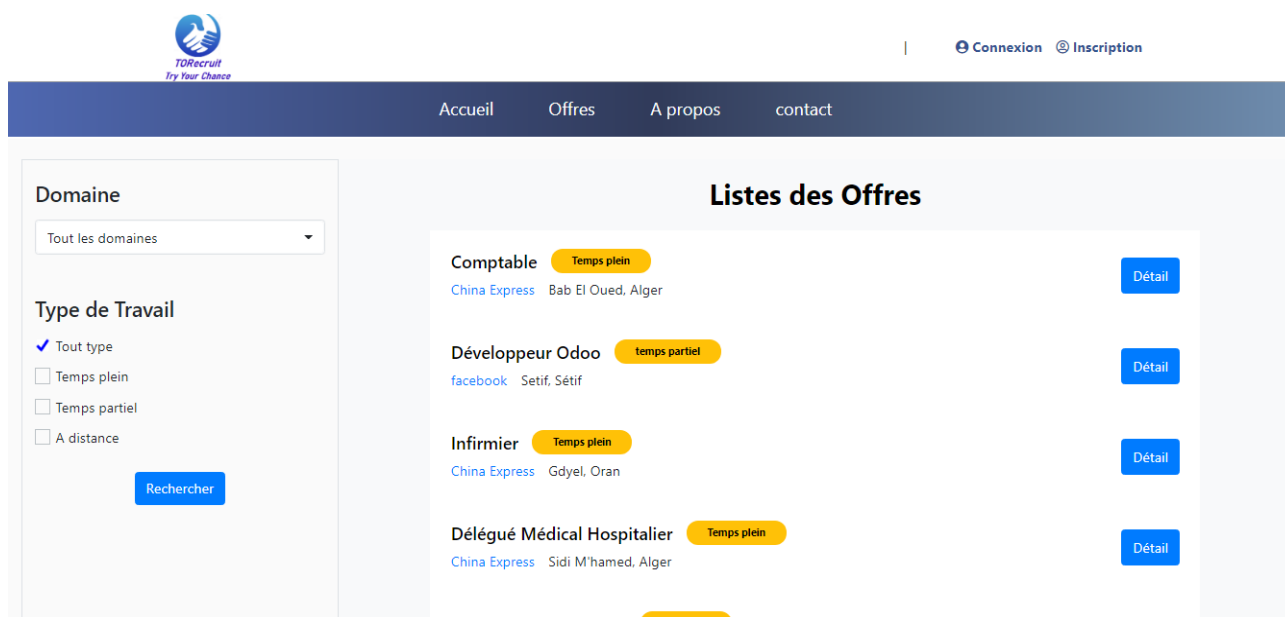 TORecruit
Try Your Chance
| Connexion Inscription
Accueil Offres A propos contact
Domaine
Tout les domaines
Type de Travail
Tout type
Temps plein
Temps partiel
A distance
Rechercher
Listes des Offres
Comptable Temps plein
China Express Bab El Oued, Alger
Détail
Développeur Odoo temps partiel
facebook Setif, Sétif
Détail
Infirmier Temps plein
China Express Gdyel, Oran
Détail
Délégué Médical Hospitalier Temps plein
China Express Sidi M'hamed, Alger
Détail